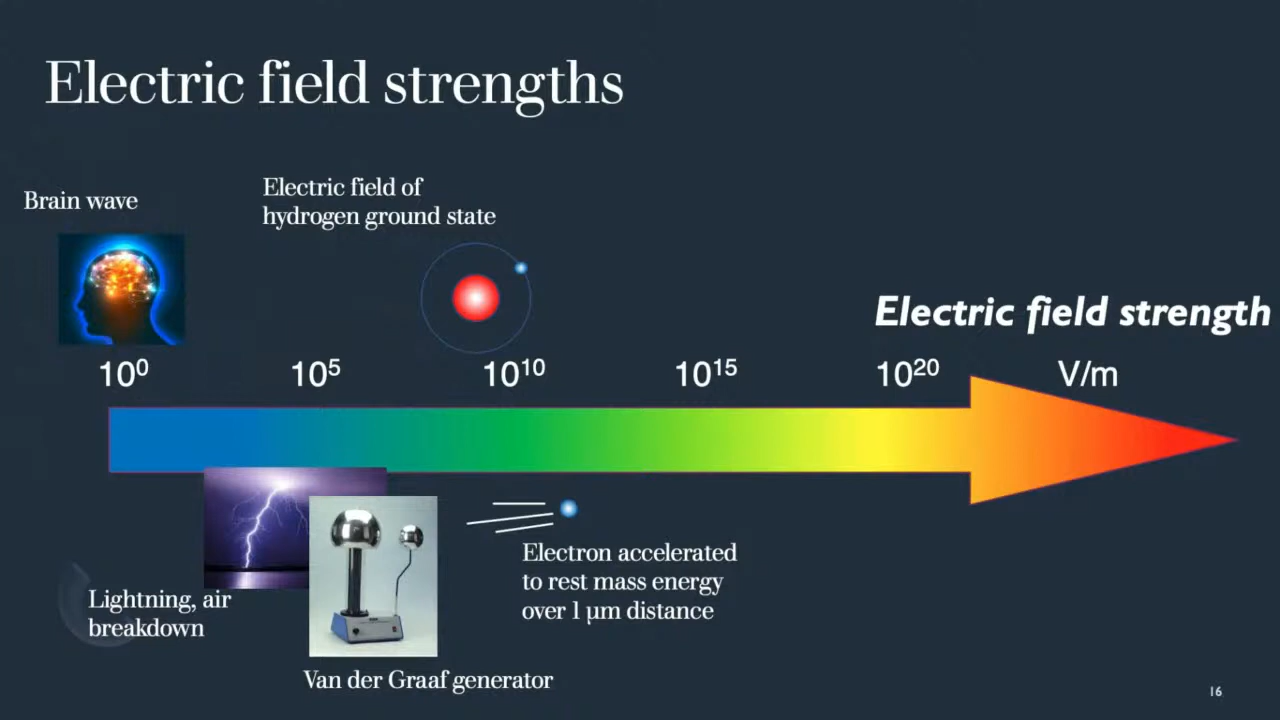 Electric field strengths
Brain wave
Electric field of
hydrogen ground state
Electric field strength
10⁰ 10⁵ 10¹⁰ 10¹⁵ 10²⁰ V/m
Electron accelerated
to rest mass energy
over 1 µm distance
Lightning, air
breakdown
Van der Graaf generator
16